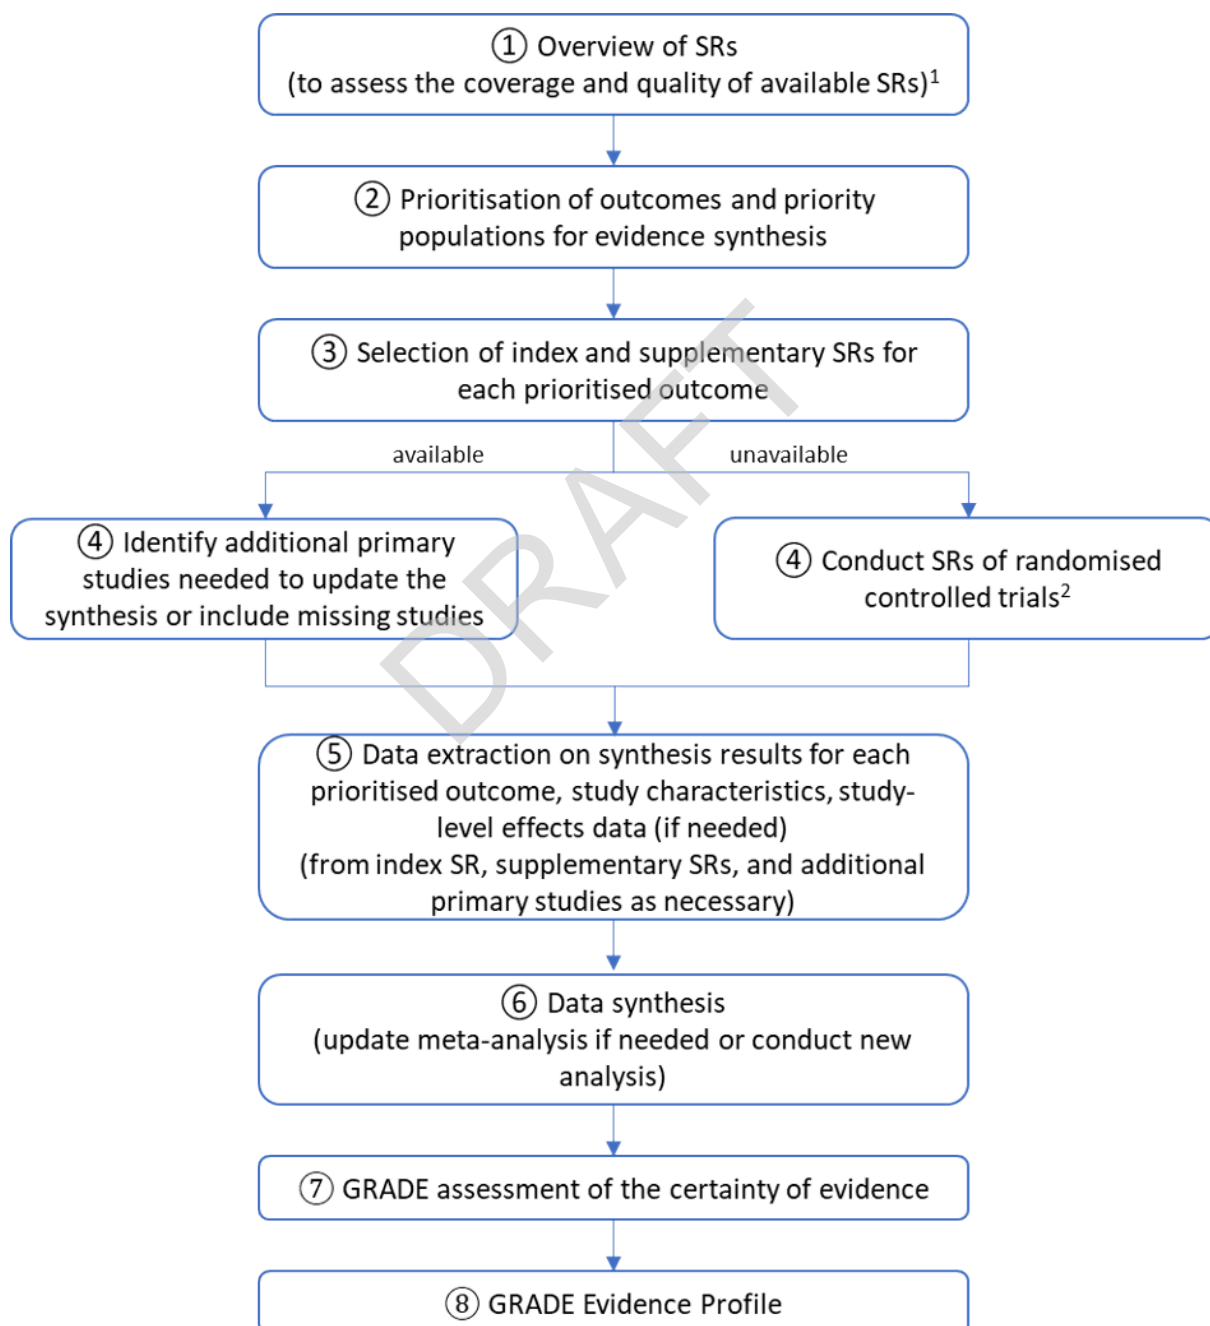 ① Overview of SRs
(to assess the coverage and quality of available SRs)¹
② Prioritisation of outcomes and priority
populations for evidence synthesis
③ Selection of index and supplementary SRs for
each prioritised outcome
available
unavailable
④ Identify additional primary
studies needed to update the
synthesis or include missing studies
④ Conduct SRs of randomised
controlled trials²
DRAFT
⑤ Data extraction on synthesis results for each
prioritised outcome, study characteristics, study-
level effects data (if needed)
(from index SR, supplementary SRs, and additional
primary studies as necessary)
⑥ Data synthesis
(update meta-analysis if needed or conduct new
analysis)
⑦ GRADE assessment of the certainty of evidence
⑧ GRADE Evidence Profile